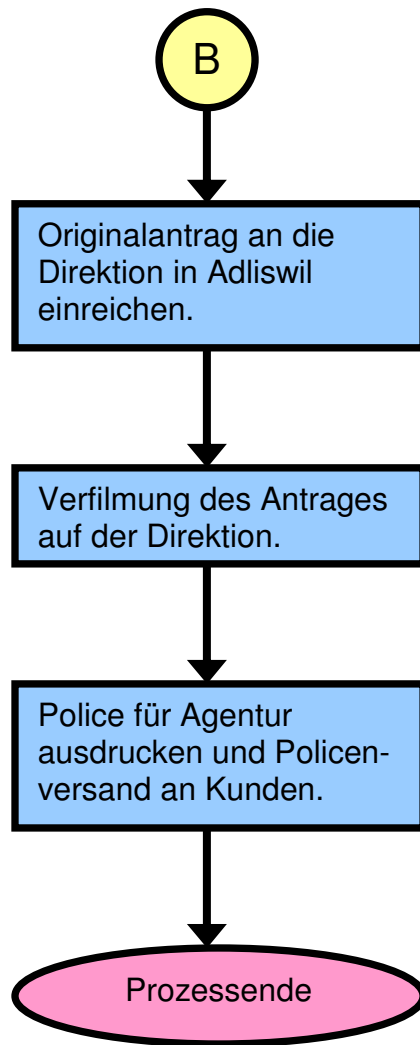 B
Originalantrag an die
Direktion in Adliswil
einreichen.
Verfilmung des Antrages
auf der Direktion.
Police für Agentur
ausdrucken und Policen-
versand an Kunden.
Prozessende